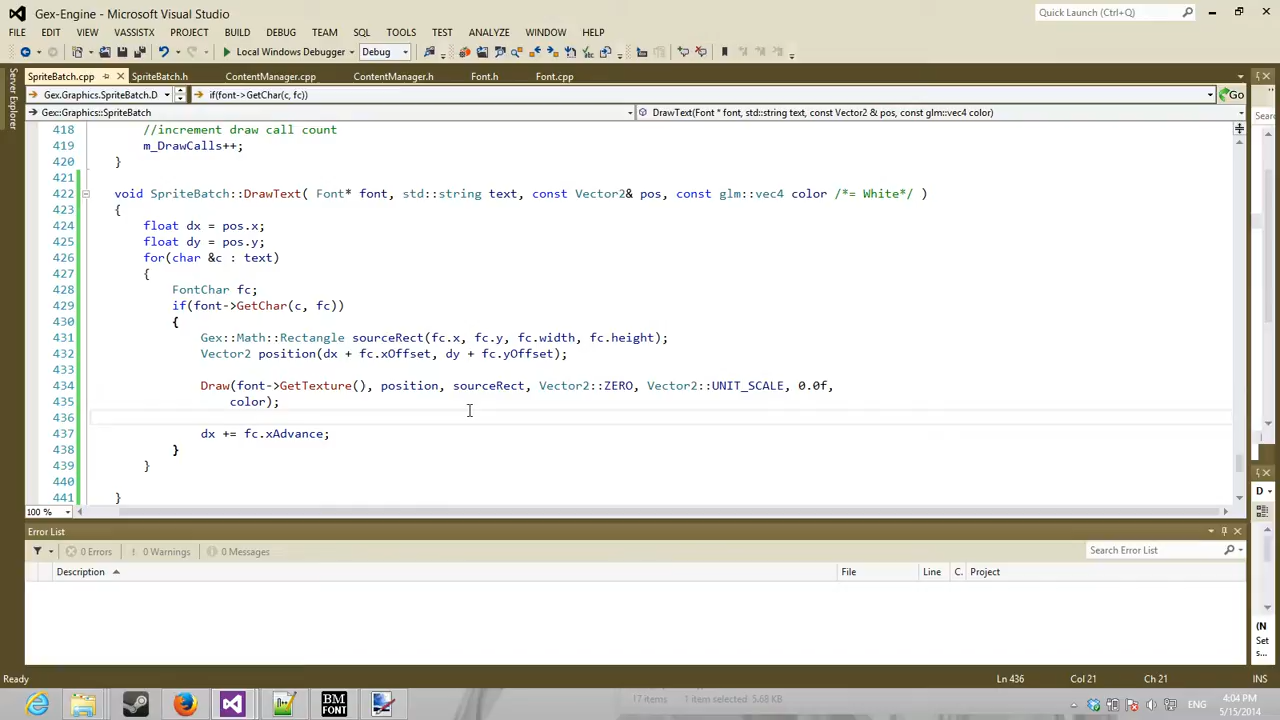 Gex-Engine - Microsoft Visual Studio
Quick Launch (Ctrl+Q)
FILE EDIT VIEW VASSISTX PROJECT BUILD DEBUG TEAM SQL TOOLS TEST ANALYZE WINDOW HELP
Local Windows Debugger Debug
SpriteBatch.cpp SpriteBatch.h ContentManager.cpp ContentManager.h Font.h Font.cpp
Gex.Graphics.SpriteBatch.D if(font->GetChar(c, fc)) Go
Gex::Graphics::SpriteBatch DrawText(Font * font, std::string text, const Vector2 & pos, const glm::vec4 color)
Server Explorer
418 //increment draw call count
419 m_DrawCalls++;
420 }
421
422 void SpriteBatch::DrawText( Font* font, std::string text, const Vector2& pos, const glm::vec4 color /*= White*/ )
423 {
424 float dx = pos.x;
425 float dy = pos.y;
426 for(char &c : text)
427 {
428 FontChar fc;
429 if(font->GetChar(c, fc))
430 {
431 Gex::Math::Rectangle sourceRect(fc.x, fc.y, fc.width, fc.height);
432 Vector2 position(dx + fc.xOffset, dy + fc.yOffset);
433
434 Draw(font->GetTexture(), position, sourceRect, Vector2::ZERO, Vector2::UNIT_SCALE, 0.0f,
435 color);
436
437 dx += fc.xAdvance;
438 }
439 }
440
441 }
100 %
Error List
0 Errors 0 Warnings 0 Messages Search Error List
Description File Line C. Project
Sear
D
(N
Set
s...
Ready Ln 436 Col 21 Ch 21 INS
17 items 1 item selected 5.68 KB
BM
FONT
ENG
4:04 PM
5/15/2014